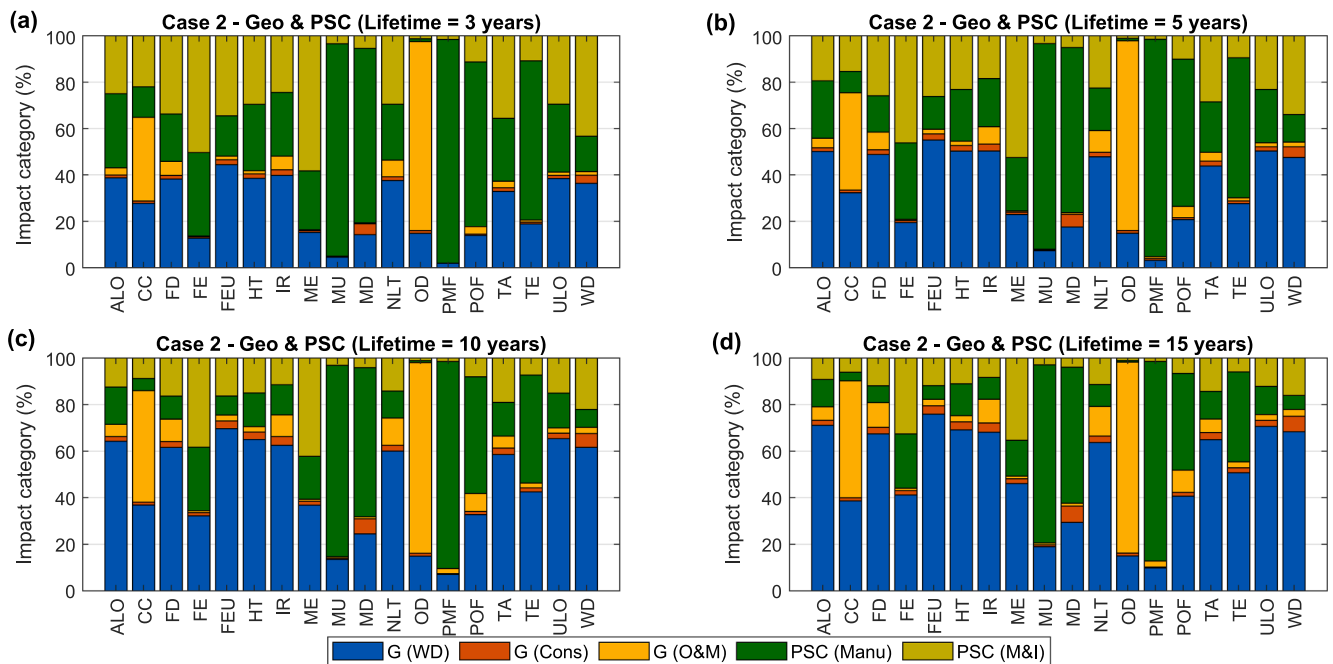 (a) Case 2 - Geo & PSC (Lifetime = 3 years)
Impact category (%)
100
80
60
40
20
0
ALO CC FD FE FEU HT IR ME MU MD NLT OD PMF POF TA TE ULO WD
(b) Case 2 - Geo & PSC (Lifetime = 5 years)
Impact category (%)
100
80
60
40
20
0
ALO CC FD FE FEU HT IR ME MU MD NLT OD PMF POF TA TE ULO WD
(c) Case 2 - Geo & PSC (Lifetime = 10 years)
Impact category (%)
100
80
60
40
20
0
ALO CC FD FE FEU HT IR ME MU MD NLT OD PMF POF TA TE ULO WD
(d) Case 2 - Geo & PSC (Lifetime = 15 years)
Impact category (%)
100
80
60
40
20
0
ALO CC FD FE FEU HT IR ME MU MD NLT OD PMF POF TA TE ULO WD
G (WD) G (Cons) G (O&M) PSC (Manu) PSC (M&I)